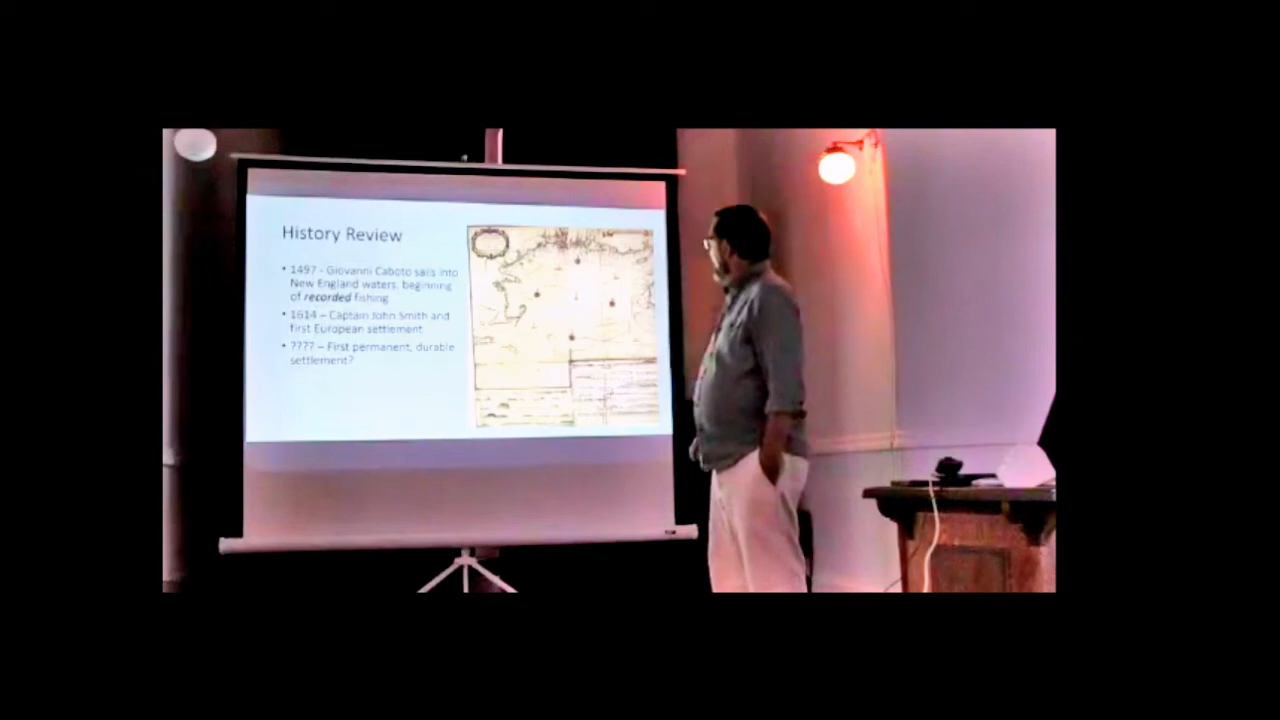 History Review
• 1497 - Giovanni Caboto sails into
New England waters, beginning
of recorded fishing
• 1614 – Captain John Smith and
first European settlement
• ???? – First permanent, durable
settlement?